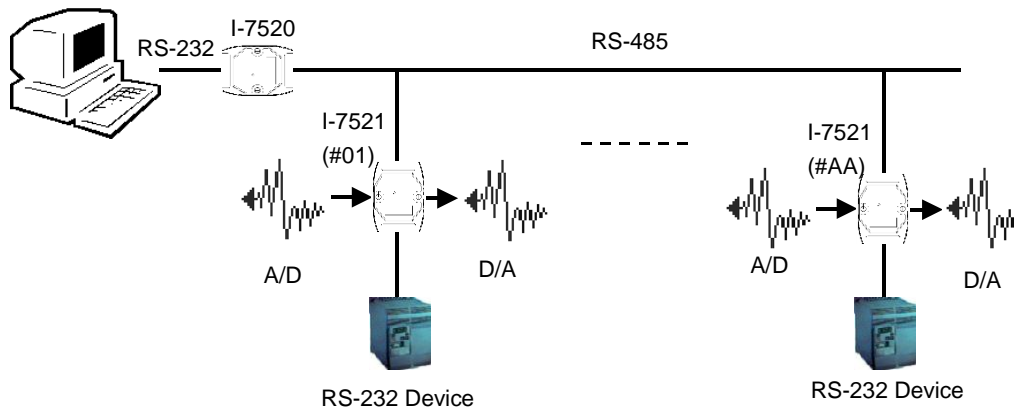 I-7520
RS-232
RS-485
I-7521
(#01)
I-7521
(#AA)
A/D
D/A
A/D
D/A
RS-232 Device
RS-232 Device